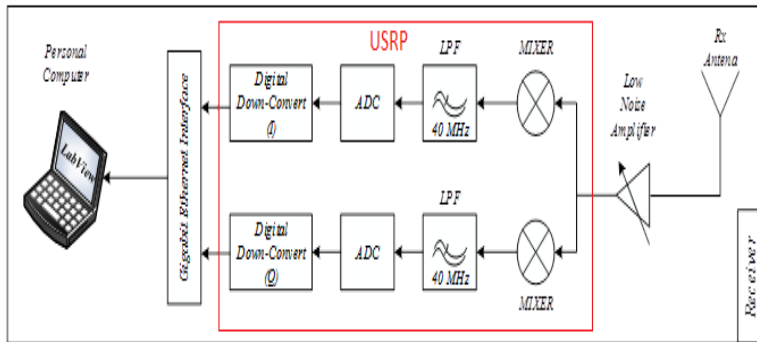 USRP
Personal
Computer
LabView
Gigabit Ethernet Interface
Digital
Down-Convert
(I)
ADC
LPF
40 MHz
MIXER
Low
Noise
Amplifier
Rx
Antena
Digital
Down-Convert
(Q)
ADC
LPF
40 MHz
MIXER
Receiver